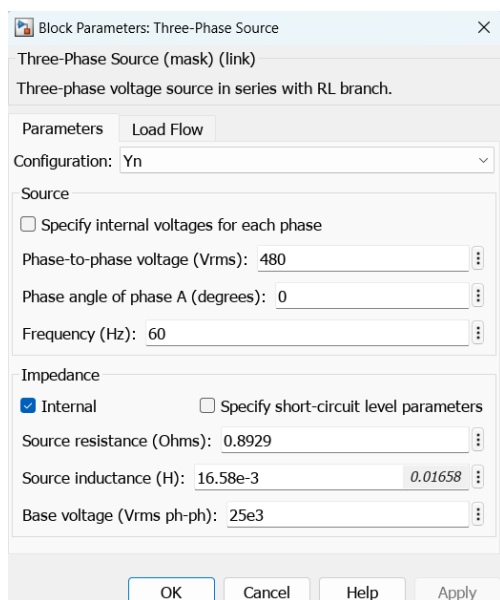 Block Parameters: Three-Phase Source
Three-Phase Source (mask) (link)
Three-phase voltage source in series with RL branch.
Parameters Load Flow
Configuration: Yn
Source
Specify internal voltages for each phase
Phase-to-phase voltage (Vrms): 480
Phase angle of phase A (degrees): 0
Frequency (Hz): 60
Impedance
Internal Specify short-circuit level parameters
Source resistance (Ohms): 0.8929
Source inductance (H): 16.58e-3 0.01658
Base voltage (Vrms ph-ph): 25e3
OK Cancel Help Apply